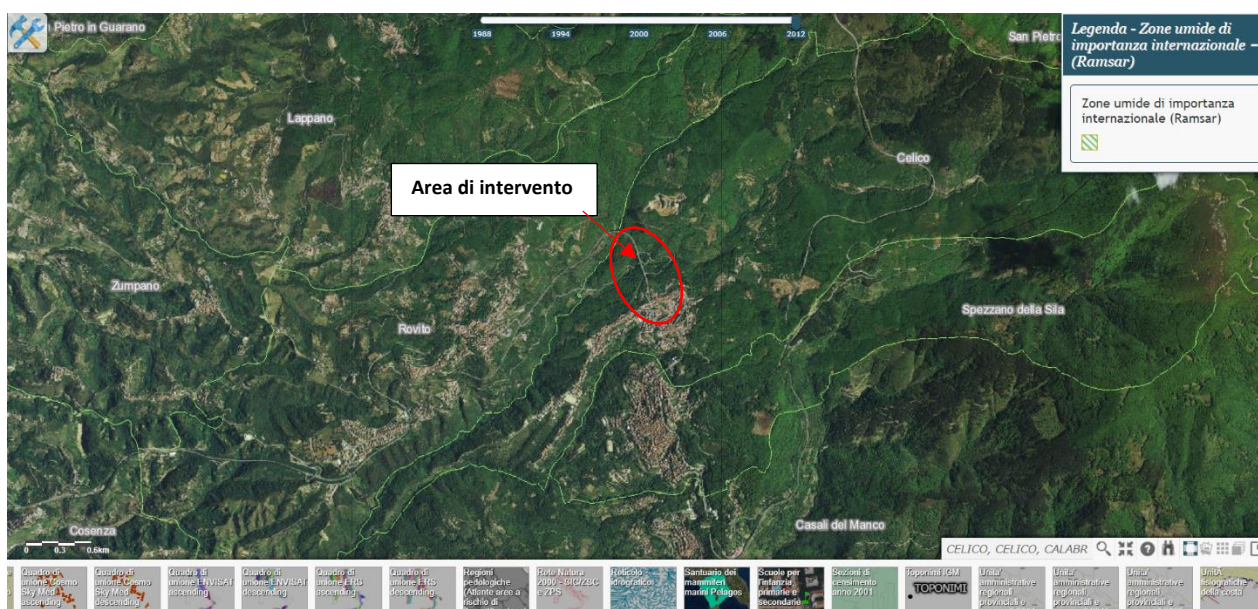 Pietro in Guarano
1988
1994
2000
2006
2012
San Pietro
Legenda - Zone umide di
importanza internazionale
(Ramsar)
Zone umide di importanza
internazionale (Ramsar)
Lappano
Celico
Area di intervento
Zumpano
Rovito
Spezzano della Sila
Cosenza
Casali del Manco
0 0.3 0.6km
CELICO, CELICO, CALABR
Quadro di
unione Cosmo
Sky Med
ascending
Quadro di
unione Cosmo
Sky Med
descending
Quadro di
unione ENVISAT
ascending
Quadro di
unione ENVISAT
descending
Quadro di
unione ERS
ascending
Quadro di
unione ERS
descending
Regioni
pedologiche
(Atlante aree a
rischio di
Rete Natura
2000 - SIC/ZSC
e ZPS
Reticolo
idrografico
Santuario dei
mammiferi
marini Pelagos
Scuole per
l'infanzia,
primarie e
secondarie
Sezioni di
censimento
anno 2001
Toponimi IGM
TOPONIMI
Unita'
amministrative
regionali
provinciali e
Unita'
amministrative
regionali
provinciali e
Unita'
amministrative
regionali
provinciali e
Unità
fisiografiche
della costa